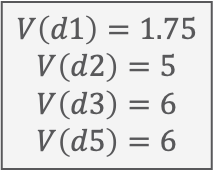 V(d1) = 1.75
V(d2) = 5
V(d3) = 6
V(d5) = 6